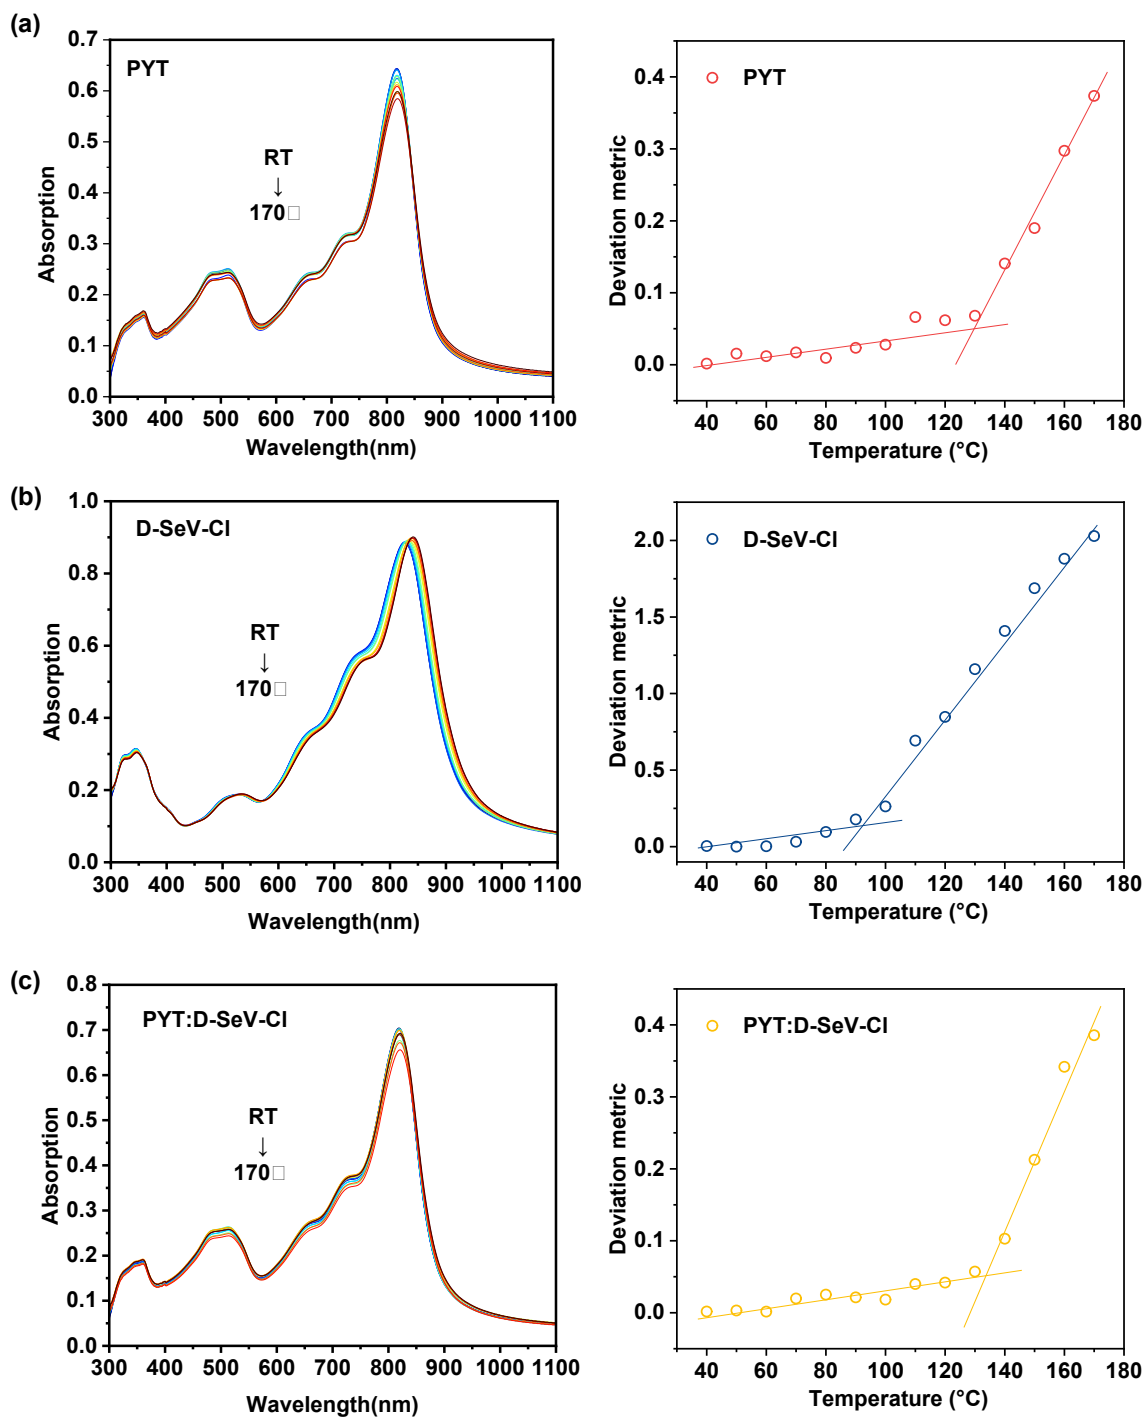 (a)
0.7
0.6
0.5
0.4
0.3
0.2
0.1
0.0
Absorption
PYT
RT
↓
170□
300 400 500 600 700 800 900 1000 1100
Wavelength(nm)
0.4
0.3
0.2
0.1
0.0
Deviation metric
PYT
40 60 80 100 120 140 160 180
Temperature (°C)
(b)
1.0
0.8
0.6
0.4
0.2
0.0
Absorption
D-SeV-Cl
RT
↓
170□
300 400 500 600 700 800 900 1000 1100
Wavelength(nm)
2.0
1.5
1.0
0.5
0.0
Deviation metric
D-SeV-Cl
40 60 80 100 120 140 160 180
Temperature (°C)
(c)
0.8
0.7
0.6
0.5
0.4
0.3
0.2
0.1
0.0
Absorption
PYT:D-SeV-Cl
RT
↓
170□
300 400 500 600 700 800 900 1000 1100
Wavelength(nm)
0.4
0.3
0.2
0.1
0.0
Deviation metric
PYT:D-SeV-Cl
40 60 80 100 120 140 160 180
Temperature (°C)